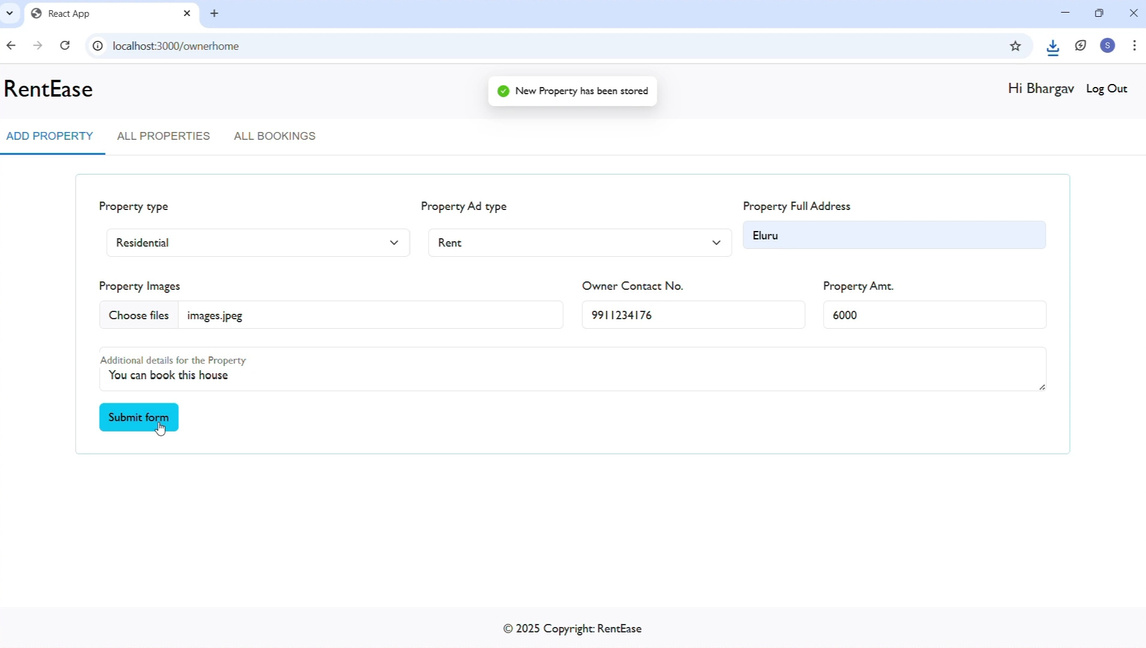 React App
localhost:3000/ownerhome
S
RentEase
New Property has been stored
Hi Bhargav Log Out
ADD PROPERTY ALL PROPERTIES ALL BOOKINGS
Property type Property Ad type Property Full Address
Residential Rent Eluru
Property Images Owner Contact No. Property Amt.
Choose files images.jpeg 9911234176 6000
Additional details for the Property
You can book this house
Submit form
© 2025 Copyright: RentEase